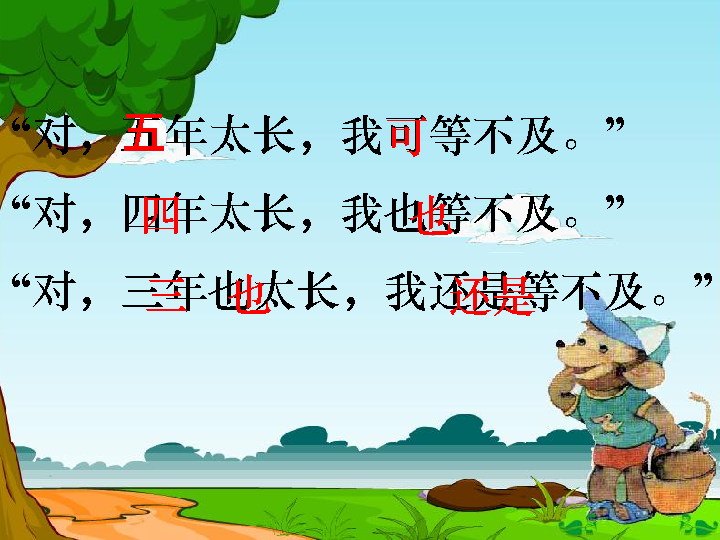 “对，五年太长，我可等不及。”
“对，四年太长，我也等不及。”
“对，三年也太长，我还是等不及。”